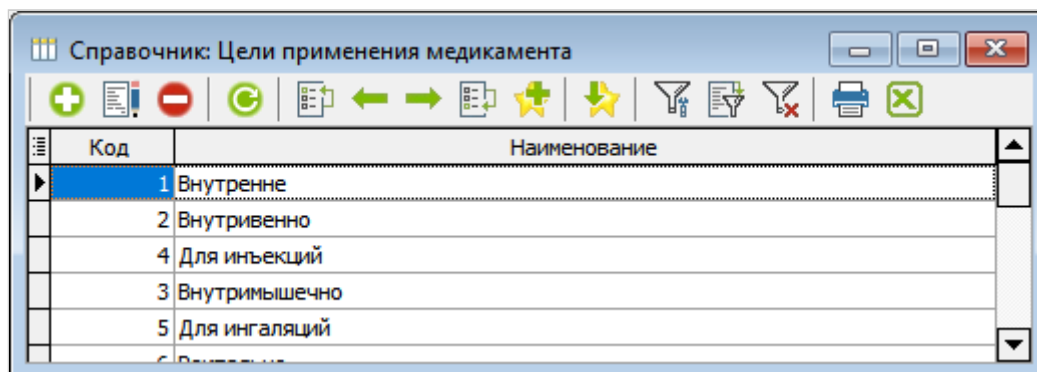 Справочник: Цели применения медикамента
Код Наименование
1 Внутренне
2 Внутривенно
4 Для инъекций
3 Внутримышечно
5 Для ингаляций